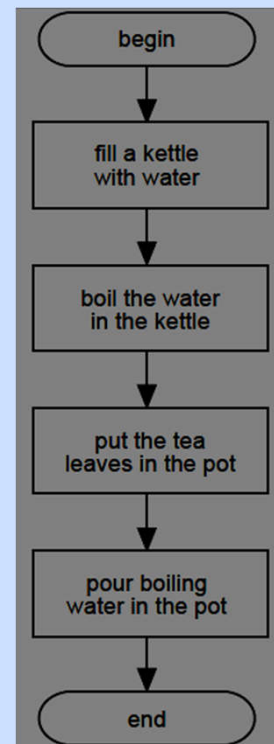 begin
fill a kettle
with water
boil the water
in the kettle
put the tea
leaves in the pot
pour boiling
water in the pot
end